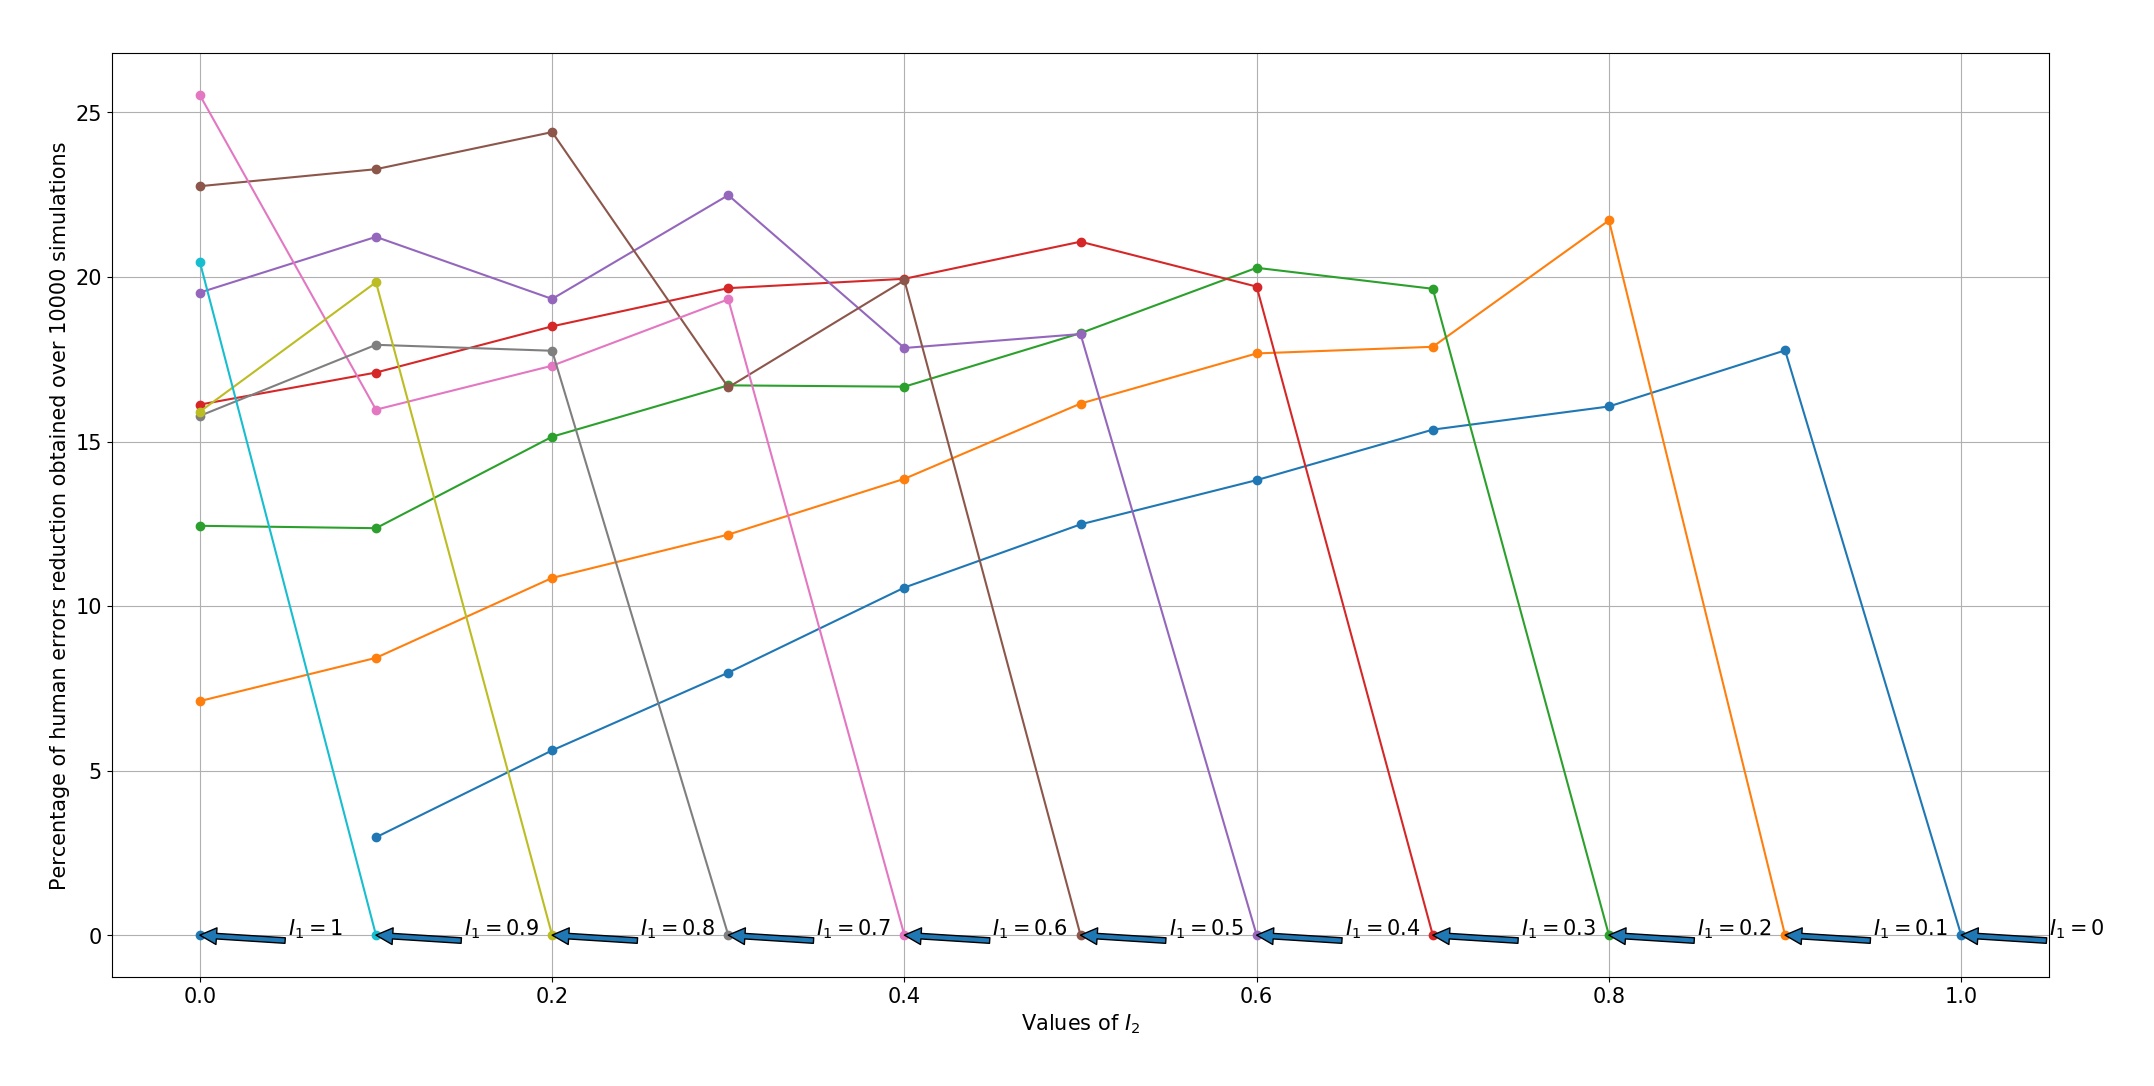 Percentage of human errors reduction obtained over 10000 simulations
25
20
15
10
5
0
I₁ = 1
I₁ = 0.9
I₁ = 0.8
I₁ = 0.7
I₁ = 0.6
I₁ = 0.5
I₁ = 0.4
I₁ = 0.3
I₁ = 0.2
I₁ = 0.1
I₁ = 0
0.0 0.2 0.4 0.6 0.8 1.0
Values of I₂